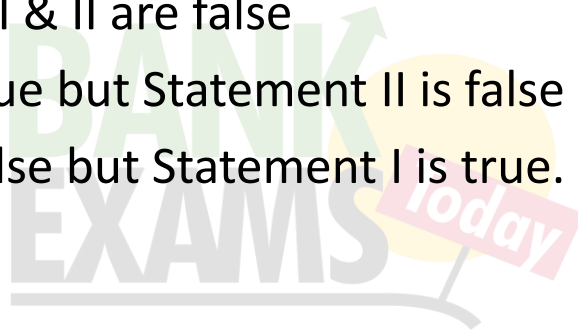 I & II are false
ue but Statement II is false
lse but Statement I is true.
BANK
EXAMS
Today